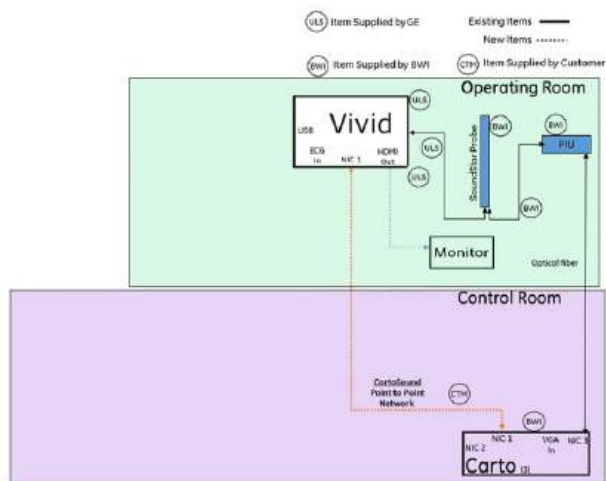 ULS Item Supplied by GE
Existing Items
New Items
BWI Item Supplied by BWI
CTM Item Supplied by Customer
Operating Room
ULS
Vivid
USB
ECG
In
NIC 1
HDMI
Out
ULS
ULS
SoundStar Probe
BWI
BWI
PIU
BWI
Monitor
Optical fiber
Control Room
CartoSound
Point to Point
Network
CTM
BWI
NIC 1
NIC 2
VGA
In
NIC 3
Carto (3)